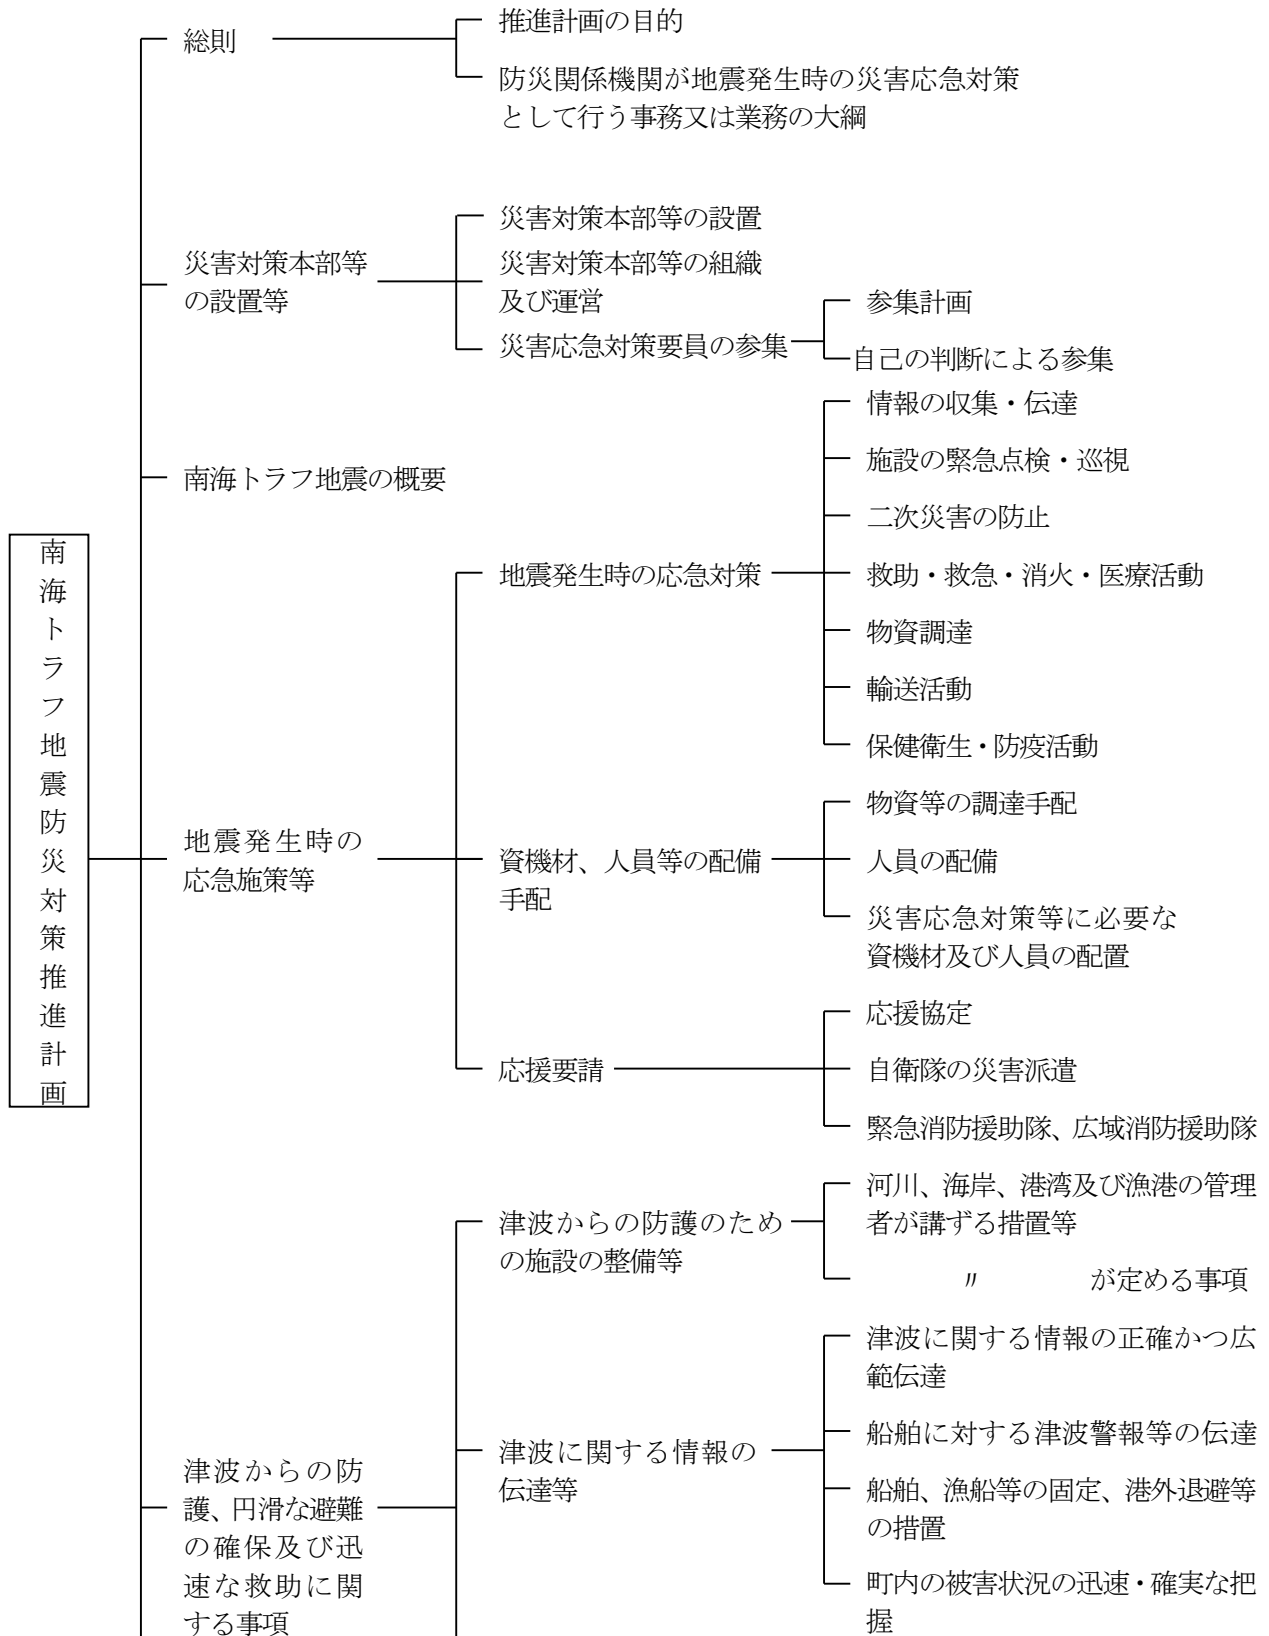 南海トラフ地震防災対策推進計画
総則
推進計画の目的
防災関係機関が地震発生時の災害応急対策
として行う事務又は業務の大綱
災害対策本部等
の設置等
災害対策本部等の設置
災害対策本部等の組織
及び運営
災害応急対策要員の参集
参集計画
自己の判断による参集
南海トラフ地震の概要
地震発生時の
応急施策等
地震発生時の応急対策
情報の収集・伝達
施設の緊急点検・巡視
二次災害の防止
救助・救急・消火・医療活動
物資調達
輸送活動
保健衛生・防疫活動
資機材、人員等の配備
手配
物資等の調達手配
人員の配備
災害応急対策等に必要な
資機材及び人員の配置
応援要請
応援協定
自衛隊の災害派遣
緊急消防援助隊、広域消防援助隊
津波からの防
護、円滑な避難
の確保及び迅
速な救助に関
する事項
津波からの防護のため
の施設の整備等
河川、海岸、港湾及び漁港の管理
者が講ずる措置等
〃 が定める事項
津波に関する情報の
伝達等
津波に関する情報の正確かつ広
範伝達
船舶に対する津波警報等の伝達
船舶、漁船等の固定、港外退避等
の措置
町内の被害状況の迅速・確実な把
握